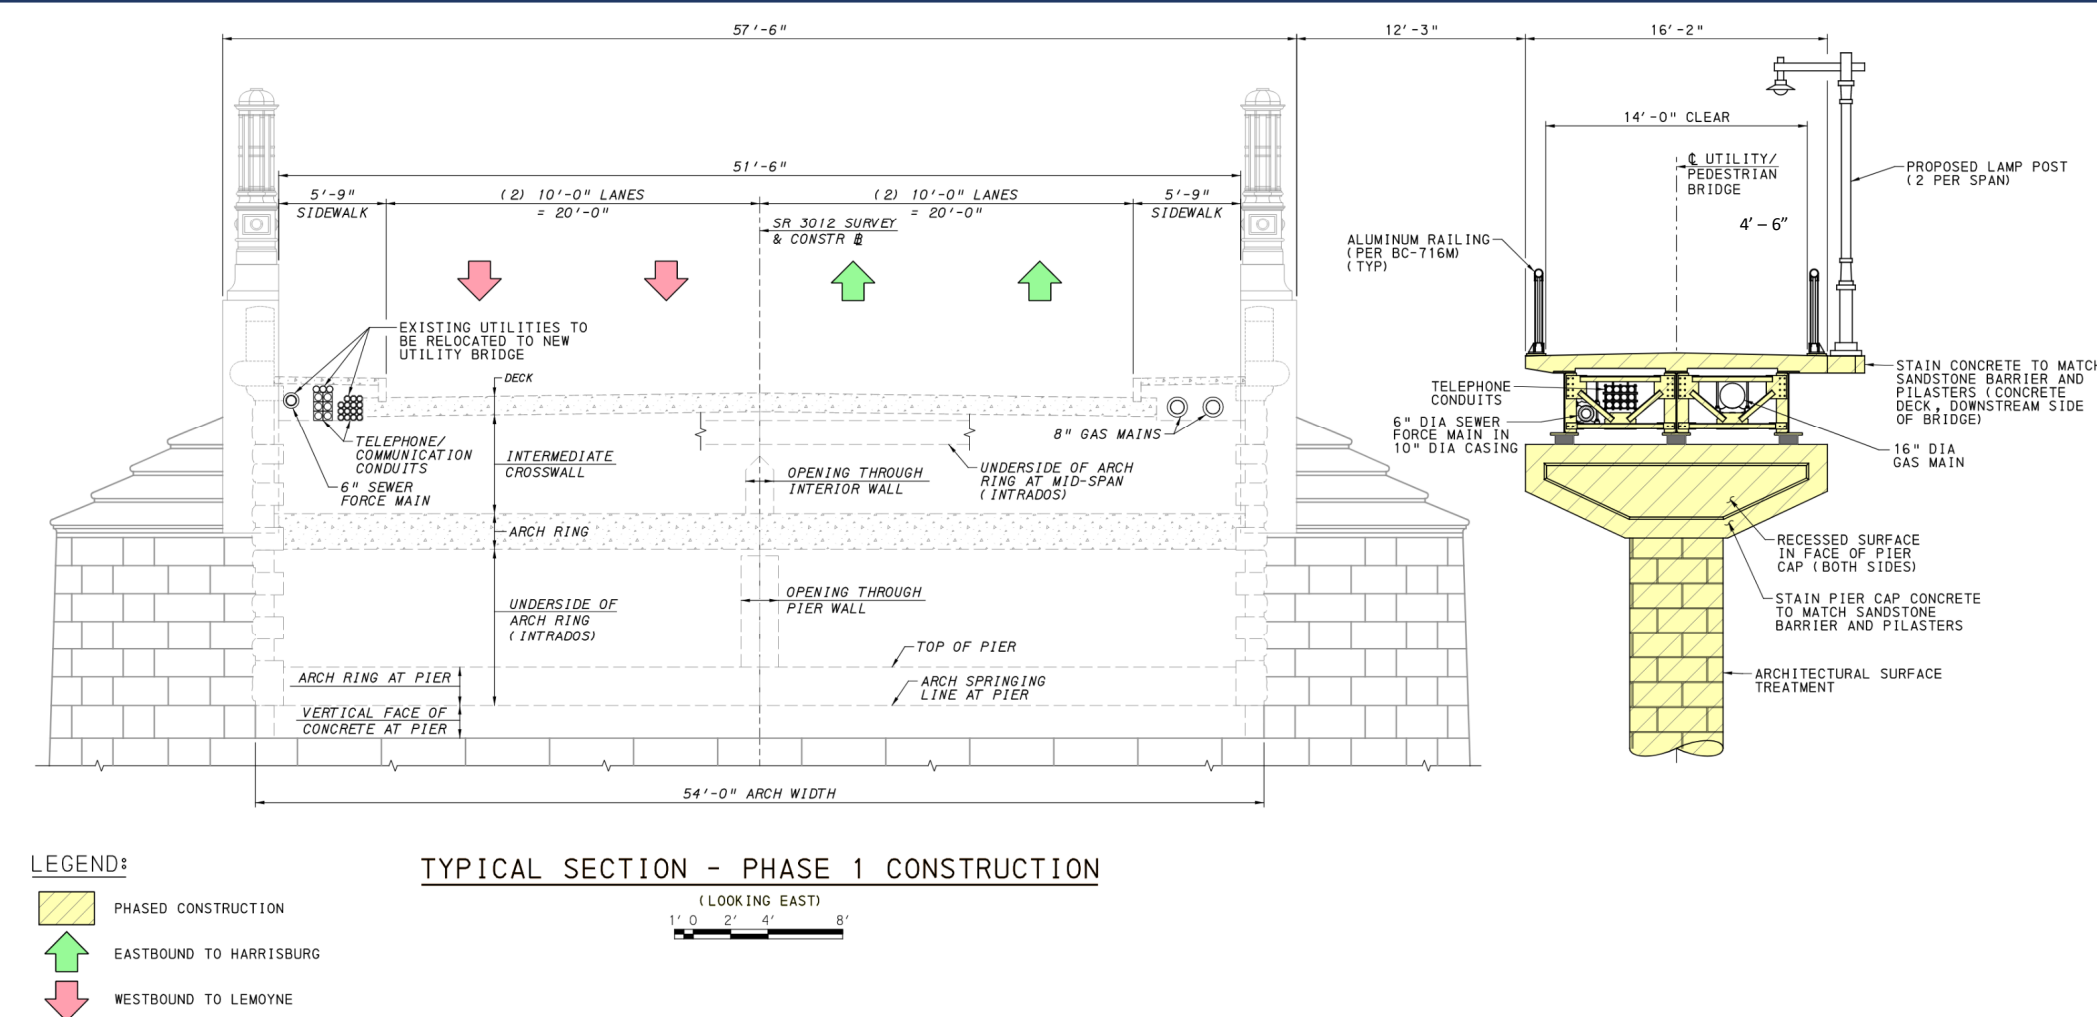 57'-6"
12'-3"
16'-2"
14'-0" CLEAR
℄ UTILITY/
PEDESTRIAN
BRIDGE
PROPOSED LAMP POST
(2 PER SPAN)
51'-6"
5'-9"
SIDEWALK
(2) 10'-0" LANES
= 20'-0"
(2) 10'-0" LANES
= 20'-0"
5'-9"
SIDEWALK
SR 3012 SURVEY
& CONSTR ℄
4' – 6"
ALUMINUM RAILING
(PER BC-716M)
(TYP)
EXISTING UTILITIES TO
BE RELOCATED TO NEW
UTILITY BRIDGE
DECK
STAIN CONCRETE TO MATCH
SANDSTONE BARRIER AND
PILASTERS (CONCRETE
DECK, DOWNSTREAM SIDE
OF BRIDGE)
TELEPHONE
CONDUITS
6" DIA SEWER
FORCE MAIN IN
10" DIA CASING
16" DIA
GAS MAIN
8" GAS MAINS
TELEPHONE/
COMMUNICATION
CONDUITS
6" SEWER
FORCE MAIN
INTERMEDIATE
CROSSWALL
OPENING THROUGH
INTERIOR WALL
UNDERSIDE OF ARCH
RING AT MID-SPAN
(INTRADOS)
ARCH RING
RECESSED SURFACE
IN FACE OF PIER
CAP (BOTH SIDES)
UNDERSIDE OF
ARCH RING
(INTRADOS)
OPENING THROUGH
PIER WALL
STAIN PIER CAP CONCRETE
TO MATCH SANDSTONE
BARRIER AND PILASTERS
TOP OF PIER
ARCH RING AT PIER
ARCH SPRINGING
LINE AT PIER
ARCHITECTURAL SURFACE
TREATMENT
VERTICAL FACE OF
CONCRETE AT PIER
54'-0" ARCH WIDTH
LEGEND:
PHASED CONSTRUCTION
EASTBOUND TO HARRISBURG
WESTBOUND TO LEMOYNE
TYPICAL SECTION - PHASE 1 CONSTRUCTION
(LOOKING EAST)
1' 0 2' 4' 8'